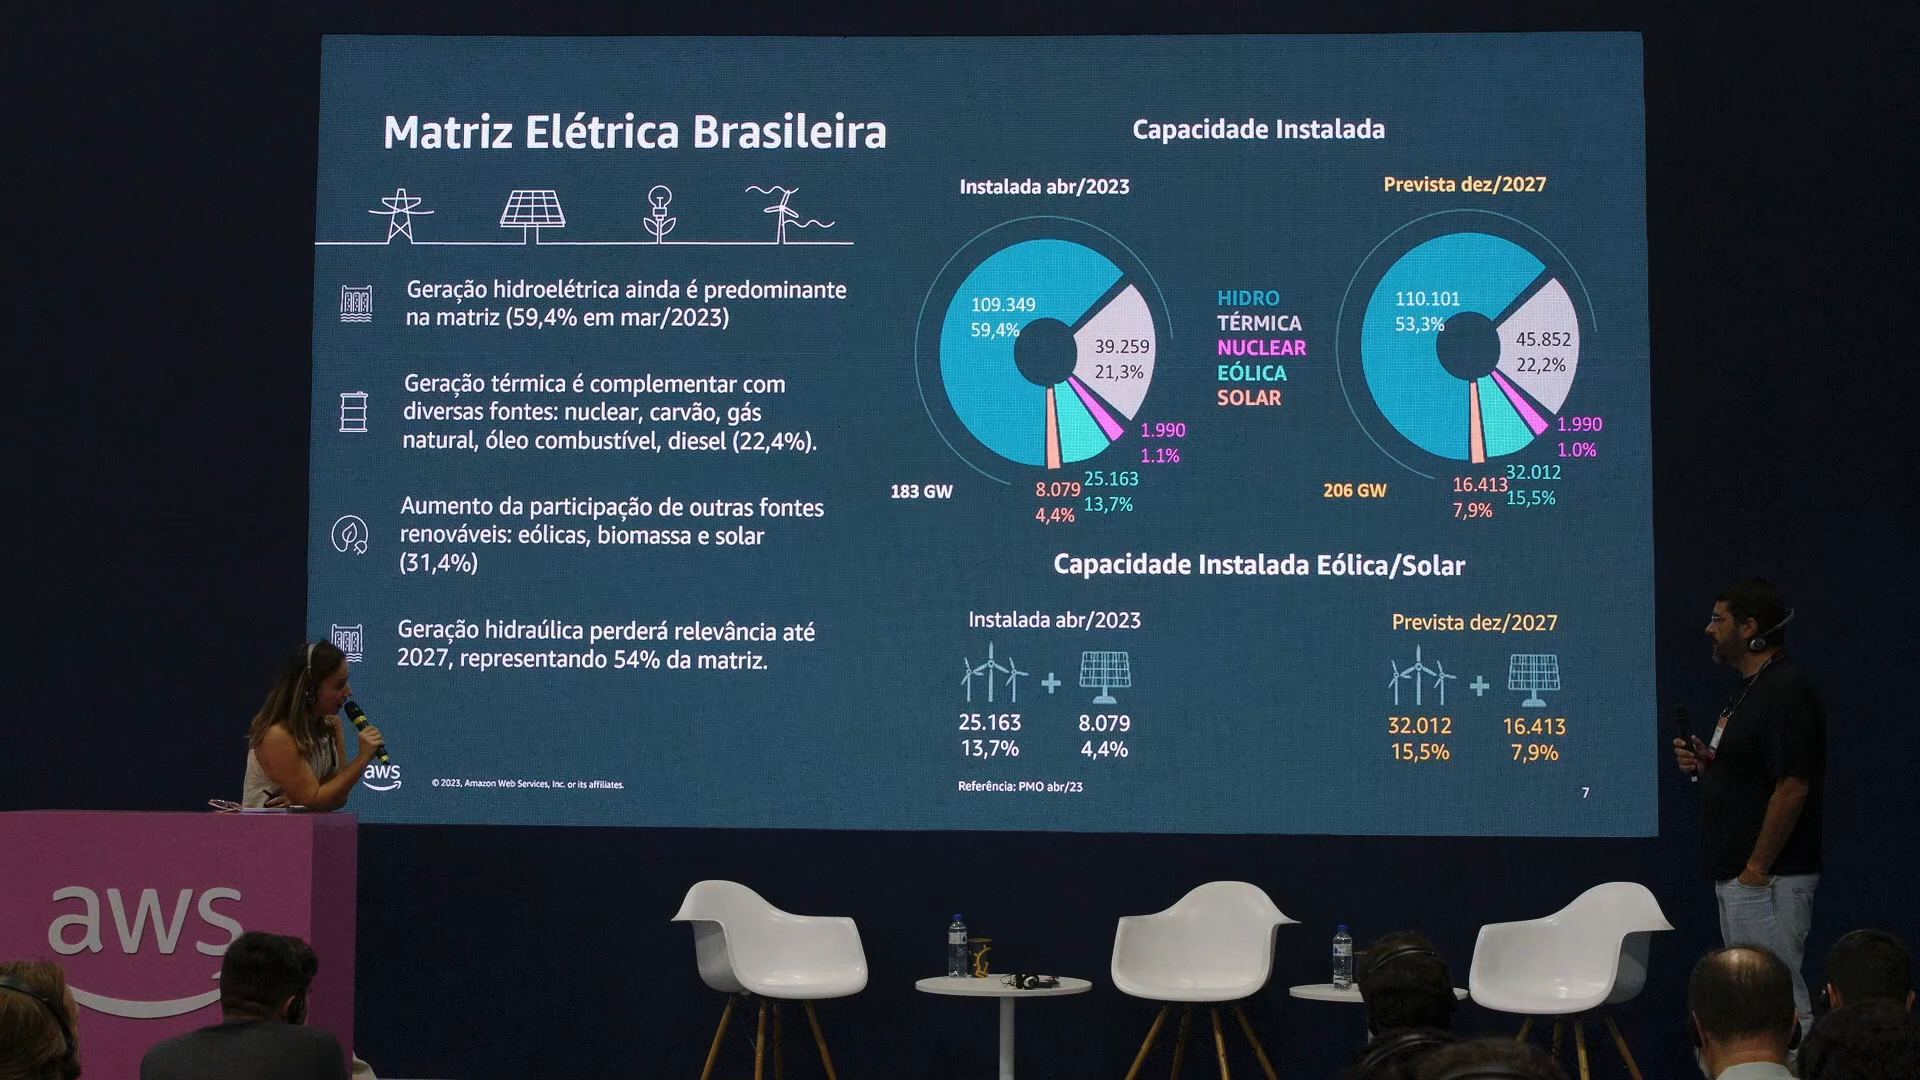 Matriz Elétrica Brasileira
Geração hidroelétrica ainda é predominante
na matriz (59,4% em mar/2023)
Geração térmica é complementar com
diversas fontes: nuclear, carvão, gás
natural, óleo combustível, diesel (22,4%).
Aumento da participação de outras fontes
renováveis: eólicas, biomassa e solar
(31,4%)
Geração hidraúlica perderá relevância até
2027, representando 54% da matriz.
aws
© 2023, Amazon Web Services, Inc. or its affiliates.
Capacidade Instalada
Instalada abr/2023
109.349
59,4%
39.259
21,3%
1.990
1.1%
25.163
13,7%
8.079
4,4%
183 GW
HIDRO
TÉRMICA
NUCLEAR
EÓLICA
SOLAR
Prevista dez/2027
110.101
53,3%
45.852
22,2%
1.990
1.0%
32.012
15,5%
16.413
7,9%
206 GW
Capacidade Instalada Eólica/Solar
Instalada abr/2023
+
25.163
13,7%
8.079
4,4%
Prevista dez/2027
+
32.012
15,5%
16.413
7,9%
Referência: PMO abr/23
7
aws